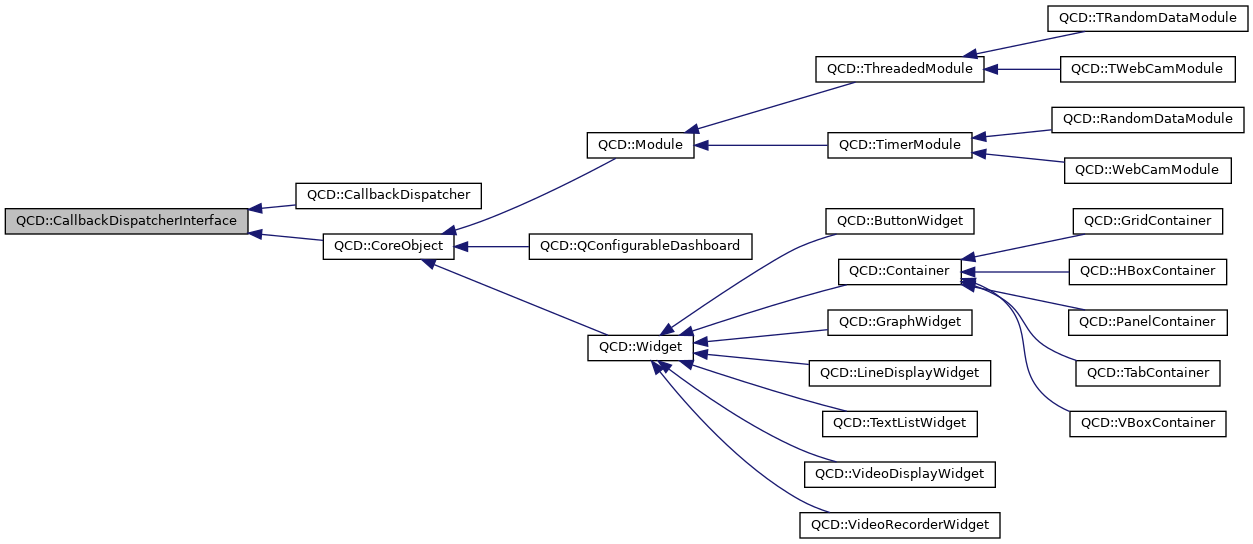 QCD::TRandomDataModule
QCD::ThreadedModule
QCD::TWebCamModule
QCD::RandomDataModule
QCD::Module
QCD::TimerModule
QCD::WebCamModule
QCD::CallbackDispatcher
QCD::CallbackDispatcherInterface
QCD::ButtonWidget
QCD::GridContainer
QCD::CoreObject
QCD::QConfigurableDashboard
QCD::Container
QCD::HBoxContainer
QCD::GraphWidget
QCD::PanelContainer
QCD::Widget
QCD::LineDisplayWidget
QCD::TabContainer
QCD::TextListWidget
QCD::VBoxContainer
QCD::VideoDisplayWidget
QCD::VideoRecorderWidget